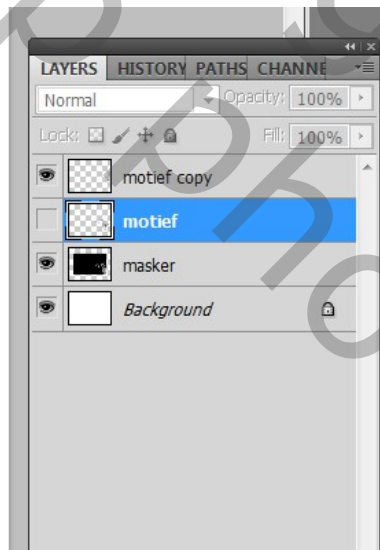 LAYERS HISTORY PATHS CHANNE
Normal Opacity: 100%
Lock: Fill: 100%
motief copy
motief
masker
Background